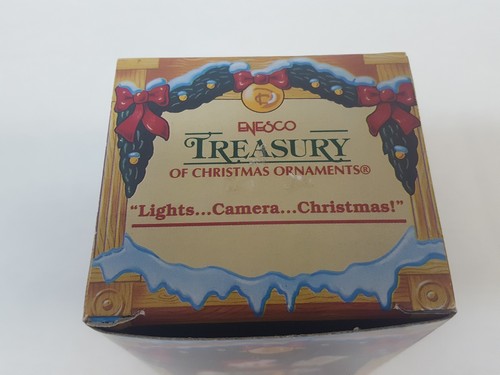 ENESCO
TREASURY
OF CHRISTMAS ORNAMENTS®
"Lights...Camera...Christmas!"